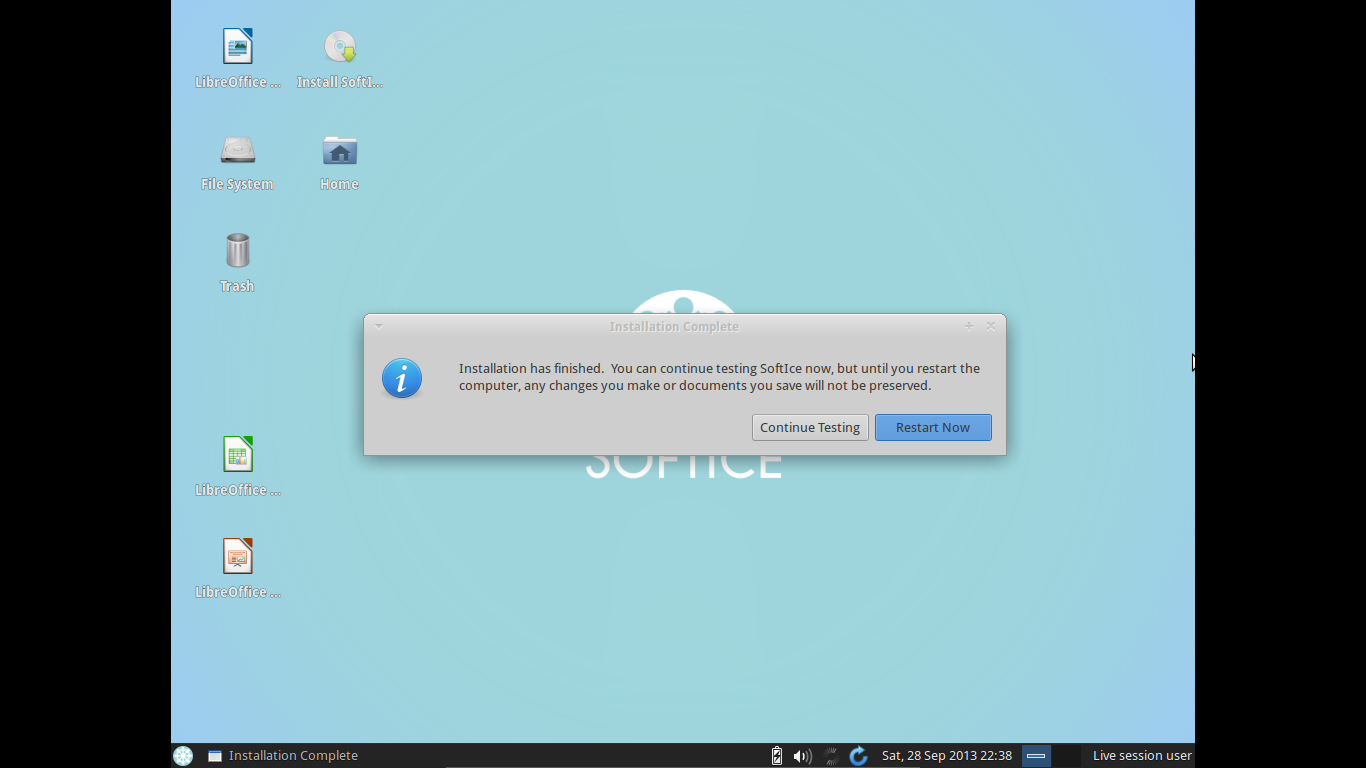 LibreOffice ...
Install SoftI...
File System
Home
Trash
Installation Complete
Installation has finished.  You can continue testing SoftIce now, but until you restart the
computer, any changes you make or documents you save will not be preserved.
Continue Testing
Restart Now
SOFTICE
LibreOffice ...
LibreOffice ...
Installation Complete
Sat, 28 Sep 2013 22:38
Live session user